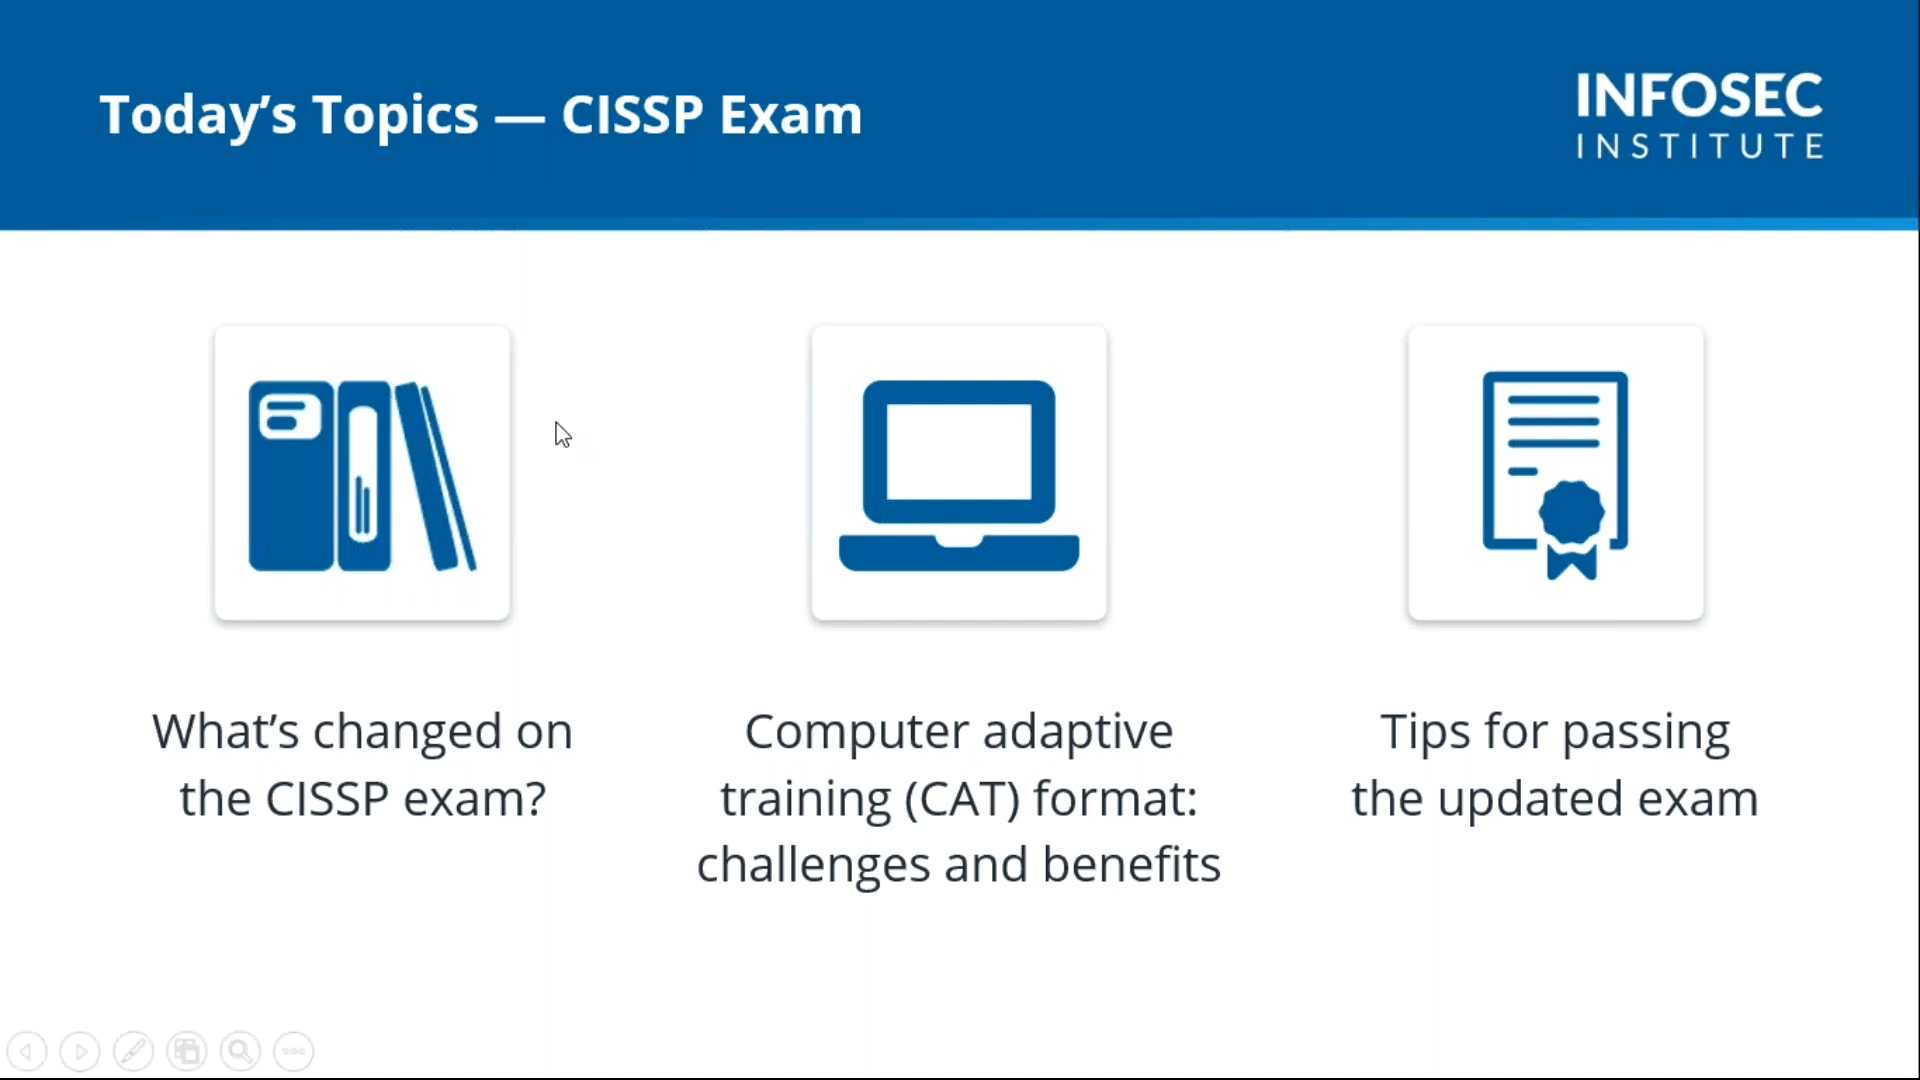 Today’s Topics — CISSP Exam
INFOSEC
INSTITUTE
What’s changed on
the CISSP exam?
Computer adaptive
training (CAT) format:
challenges and benefits
Tips for passing
the updated exam